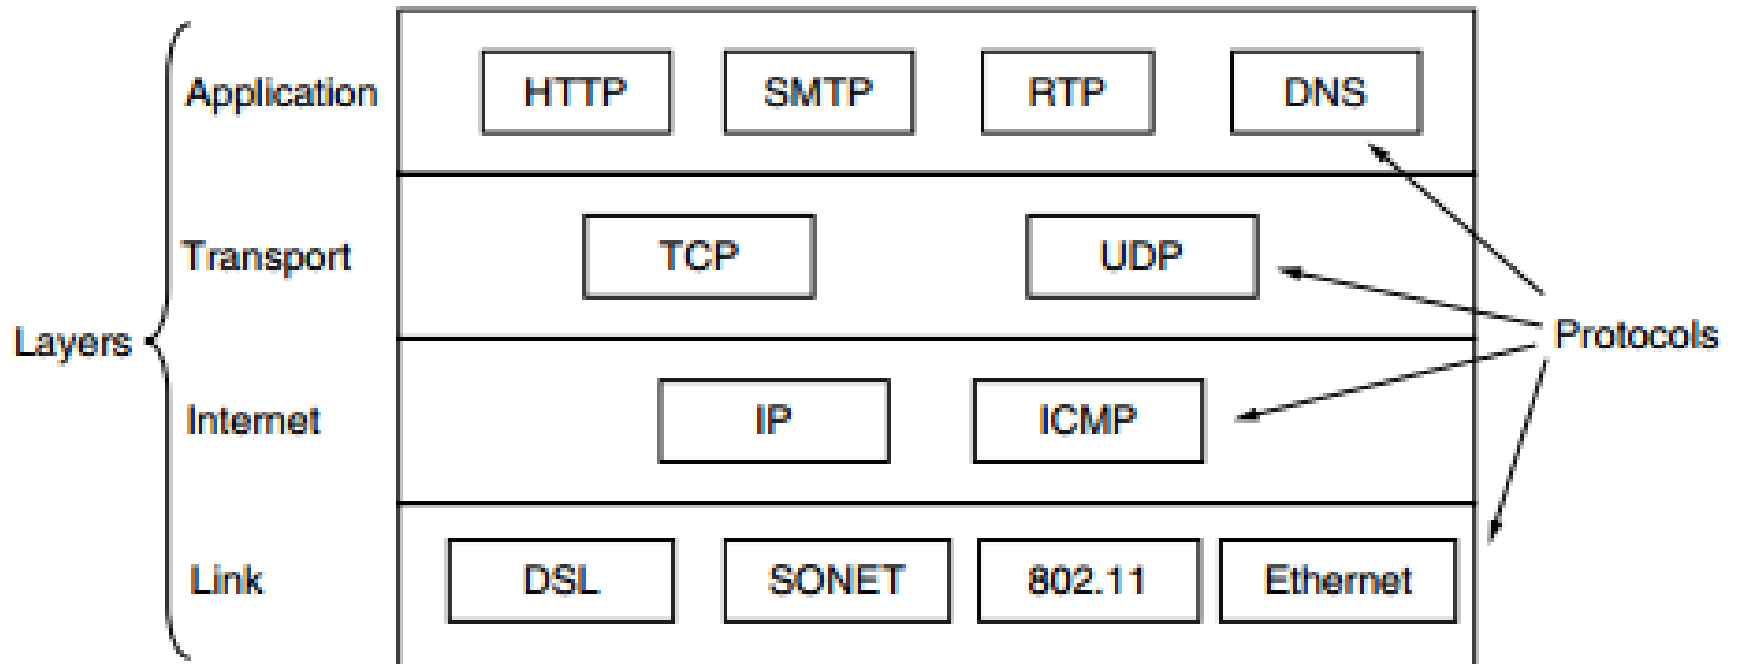 Application HTTP SMTP RTP DNS
Transport TCP UDP
Layers Protocols
Internet IP ICMP
Link DSL SONET 802.11 Ethernet